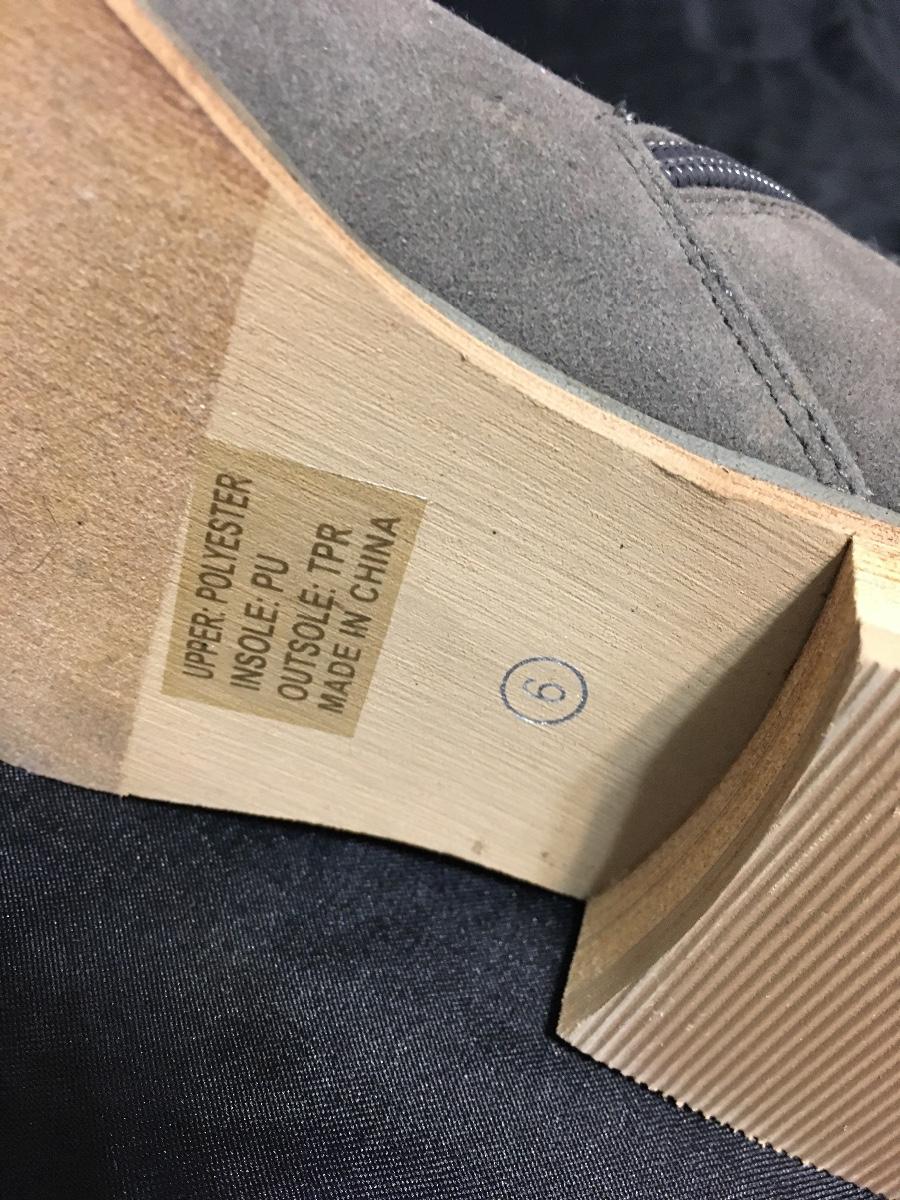 UPPER: POLYESTER
INSOLE: PU
OUTSOLE: TPR
MADE IN CHINA
6